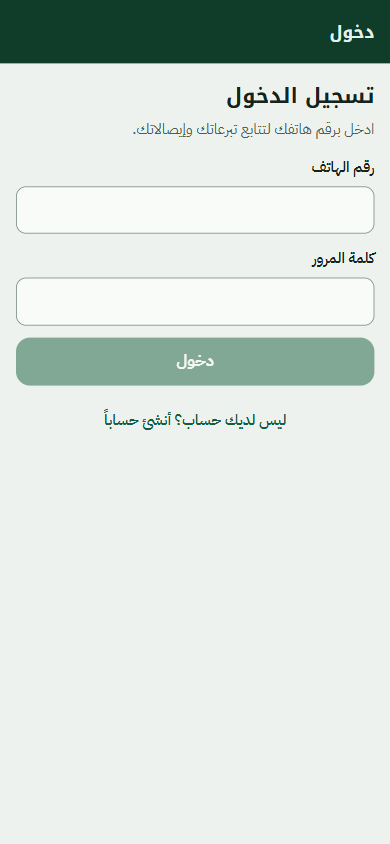 دخول
تسجيل الدخول
ادخل برقم هاتفك لتتابع تبرعاتك وإيصالاتك.
رقم الهاتف
كلمة المرور
دخول
ليس لديك حساب؟ أنشئ حساباً